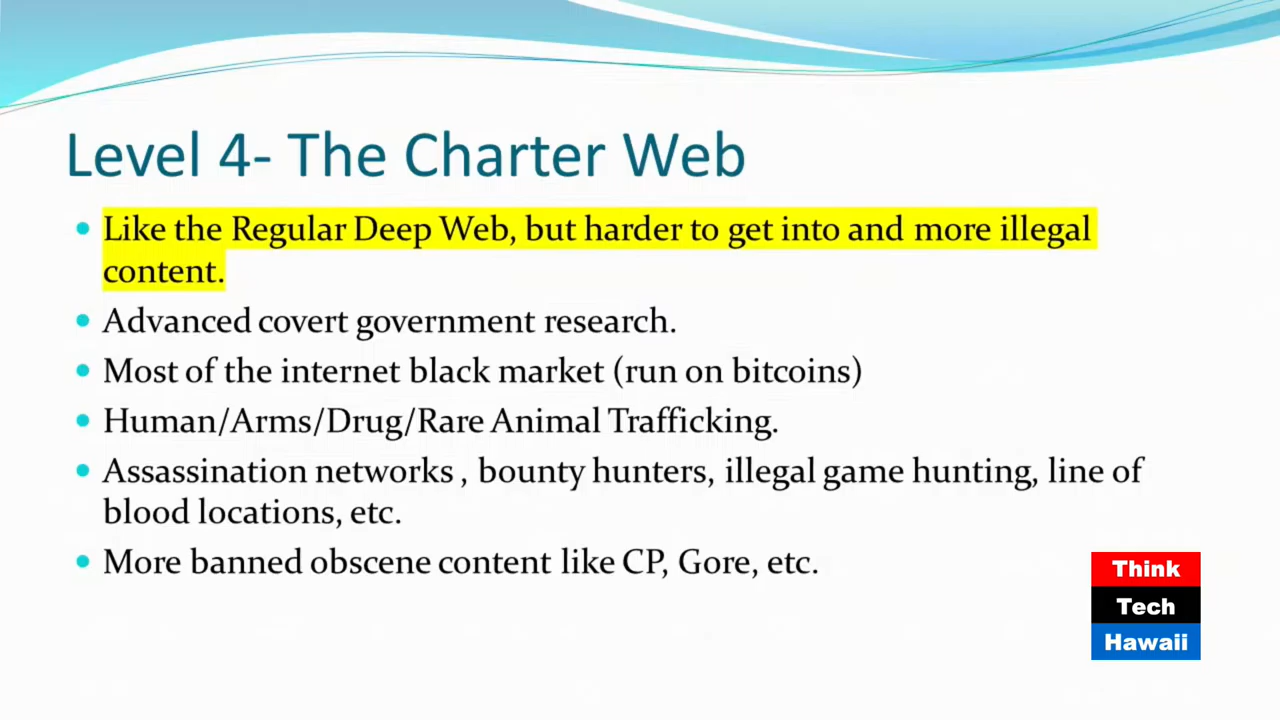 Level 4- The Charter Web
Like the Regular Deep Web, but harder to get into and more illegal
content.
Advanced covert government research.
Most of the internet black market (run on bitcoins)
Human/Arms/Drug/Rare Animal Trafficking.
Assassination networks , bounty hunters, illegal game hunting, line of
blood locations, etc.
More banned obscene content like CP, Gore, etc.
Think
Tech
Hawaii